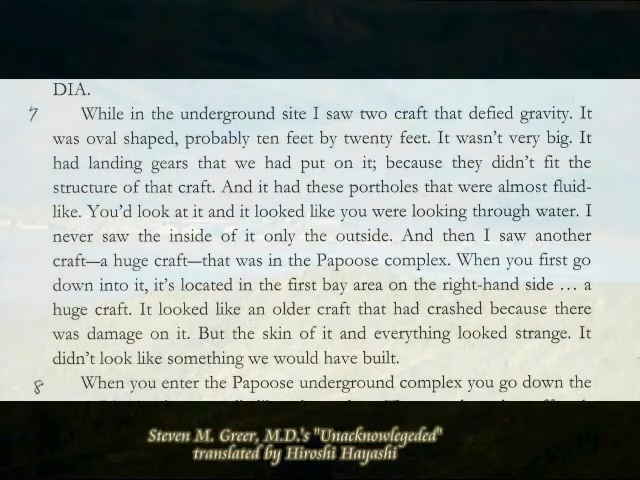 DIA.
7 While in the underground site I saw two craft that defied gravity. It
was oval shaped, probably ten feet by twenty feet. It wasn't very big. It
had landing gears that we had put on it; because they didn't fit the
structure of that craft. And it had these portholes that were almost fluid-
like. You'd look at it and it looked like you were looking through water. I
never saw the inside of it only the outside. And then I saw another
craft—a huge craft—that was in the Papoose complex. When you first go
down into it, it's located in the first bay area on the right-hand side … a
huge craft. It looked like an older craft that had crashed because there
was damage on it. But the skin of it and everything looked strange. It
didn't look like something we would have built.
8 When you enter the Papoose underground complex you go down the
Steven M. Greer, M.D.'s "Unacknowlegeded"
translated by Hiroshi Hayashi